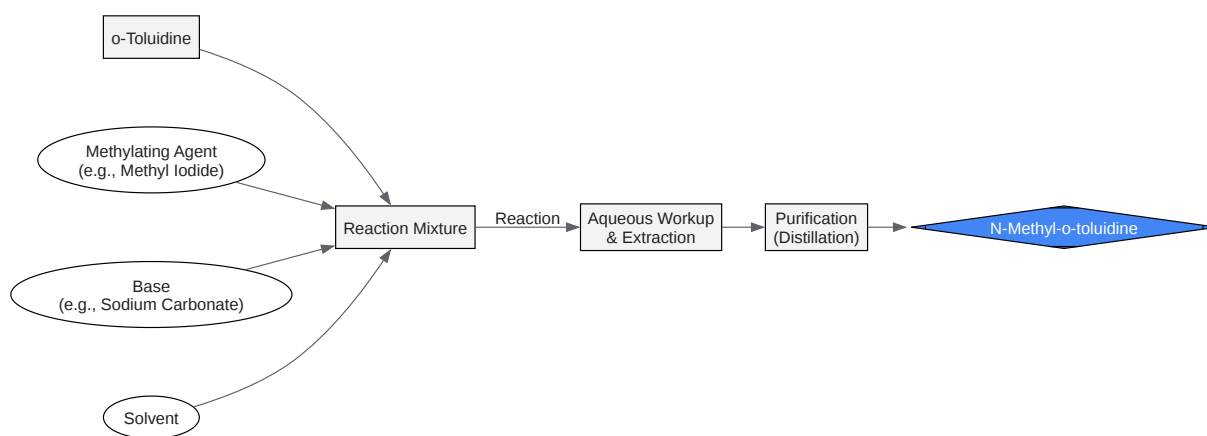 o-Toluidine
Methylating Agent
(e.g., Methyl Iodide)
Base
(e.g., Sodium Carbonate)
Solvent
Reaction Mixture
Reaction
Aqueous Workup
& Extraction
Purification
(Distillation)
N-Methyl-o-toluidine